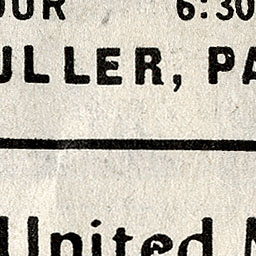 OUR 6:30
ULLER, PA
United M